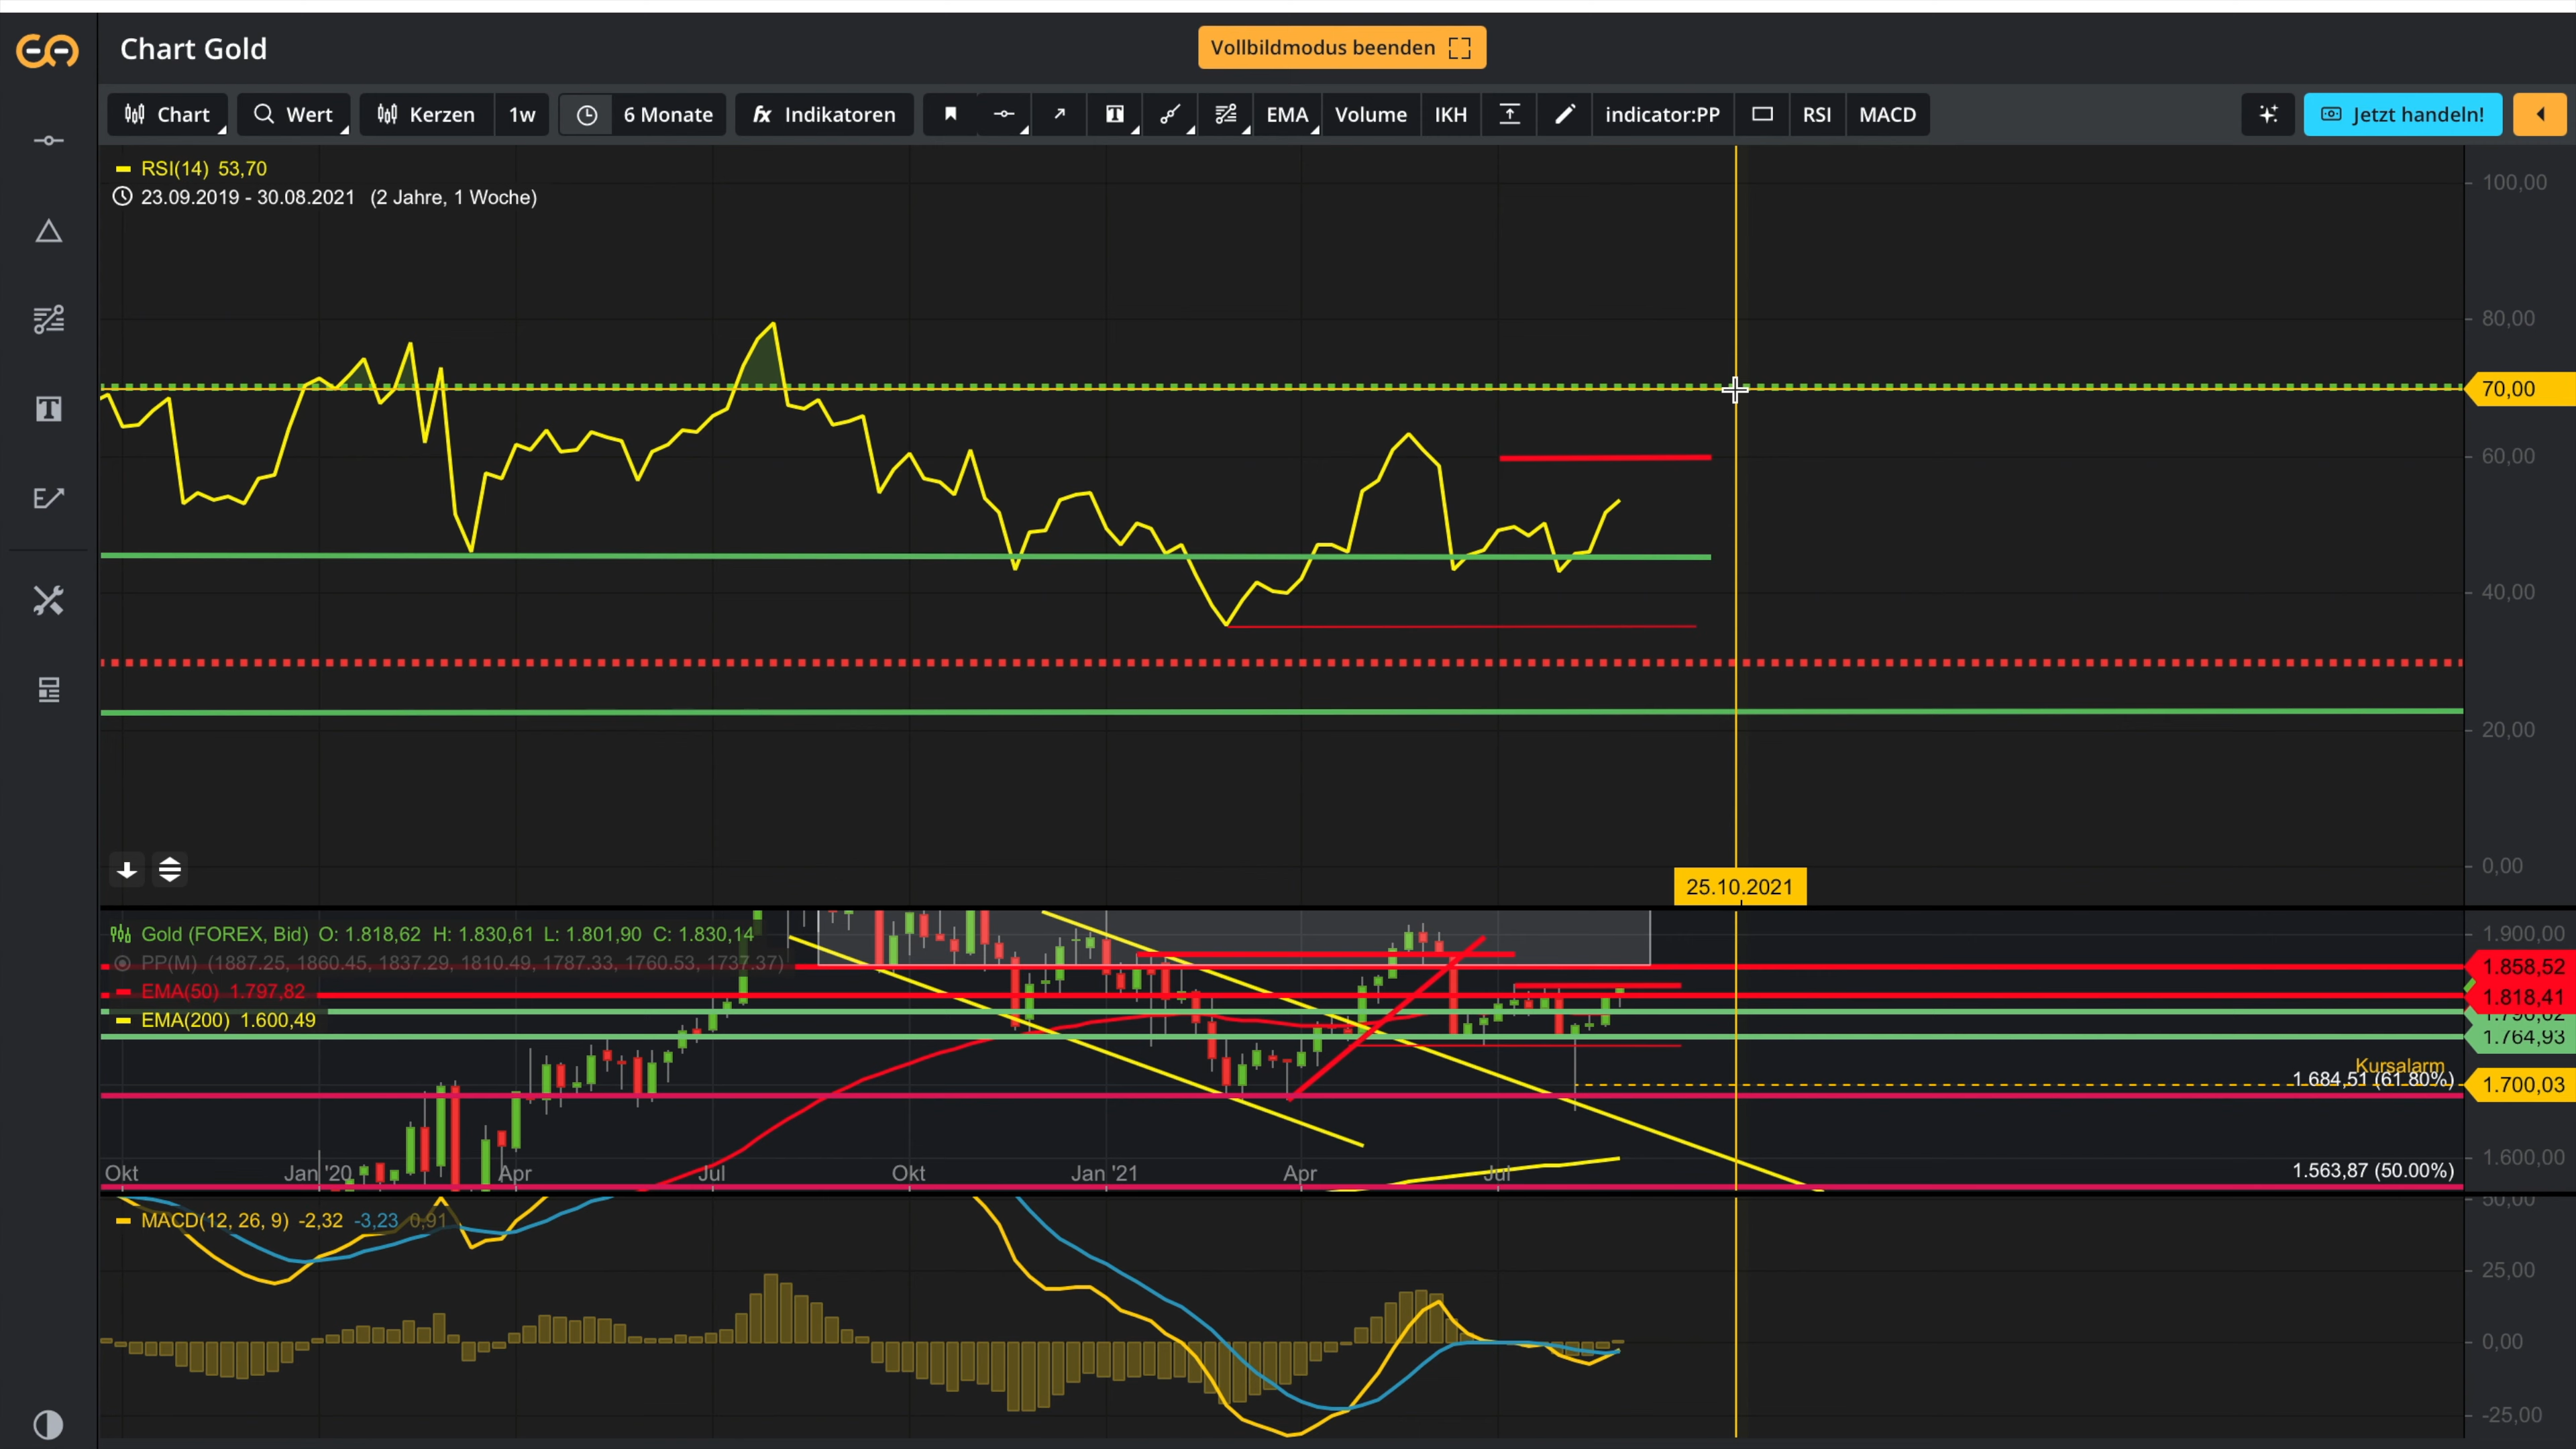 Chart Gold
Vollbildmodus beenden
Chart
Wert
Kerzen
1w
6 Monate
fx Indikatoren
EMA
Volume
IKH
indicator:PP
RSI
MACD
Jetzt handeln!
RSI(14) 53,70
23.09.2019 - 30.08.2021 (2 Jahre, 1 Woche)
100,00
80,00
70,00
60,00
40,00
20,00
0,00
25.10.2021
Gold (FOREX, Bid) O: 1.818,62 H: 1.830,61 L: 1.801,90 C: 1.830,14
PP(M) (1887.25, 1860.45, 1837.29, 1810.49, 1787.33, 1760.53, 1737.37)
EMA(50) 1.797,82
EMA(200) 1.600,49
1.900,00
1.858,52
1.818,41
1.764,93
Kursalarm
1.684,51 (61.80%)
1.700,03
1.600,00
1.563,87 (50.00%)
Okt
Jan '20
Apr
Jul
Okt
Jan '21
Apr
Jul
MACD(12, 26, 9) -2,32 -3,23 0,91
50,00
25,00
0,00
-25,00